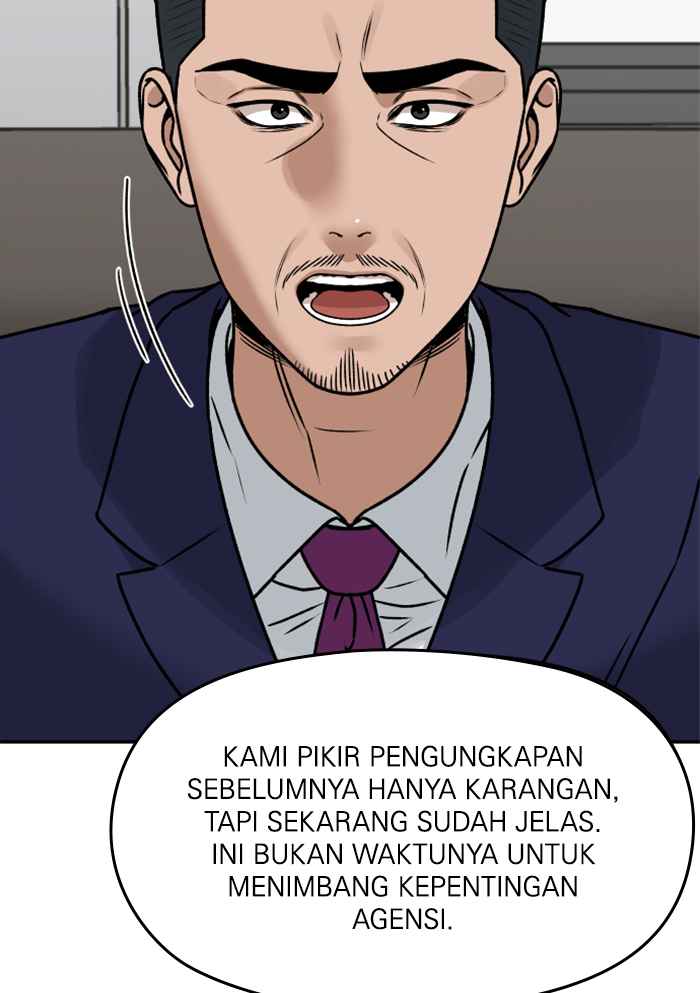 KAMI PIKIR PENGUNGKAPAN
SEBELUMNYA HANYA KARANGAN,
TAPI SEKARANG SUDAH JELAS.
INI BUKAN WAKTUNYA UNTUK
MENIMBANG KEPENTINGAN
AGENSI.